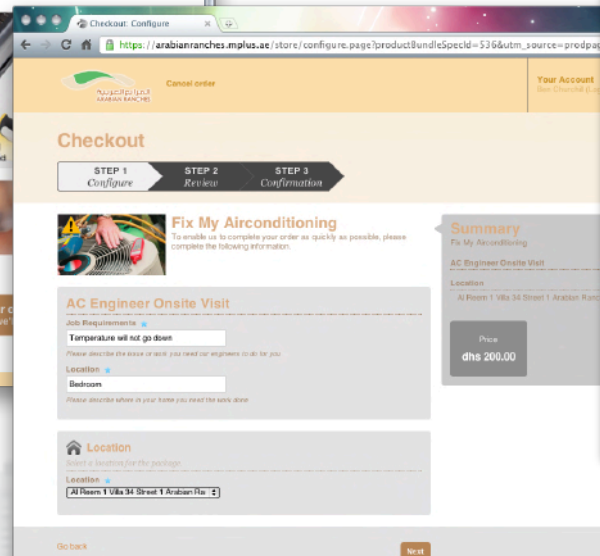 Checkout: Configure
https://arabianranches.mplus.ae/store/configure.page?productBundleSpecId=536&utm_source=prodpag
ARABIAN RANCHES
Cancel order
Your Account
Ben Churchill (Log
Checkout
STEP 1
Configure
STEP 2
Review
STEP 3
Confirmation
Fix My Airconditioning
To enable us to complete your order as quickly as possible, please
complete the following information.
AC Engineer Onsite Visit
Job Requirements
Temperature will not go down
Please describe the issue or work you need our engineers to do for you
Location
Bedroom
Please describe where in your home you need the work done
Location
Select a location for the package
Location
Al Reem 1 Villa 34 Street 1 Arabian Ra
Go back
Next
Summary
Fix My Airconditioning
AC Engineer Onsite Visit
Location
Al Reem 1 Villa 34 Street 1 Arabian Ranc
Price
dhs 200.00